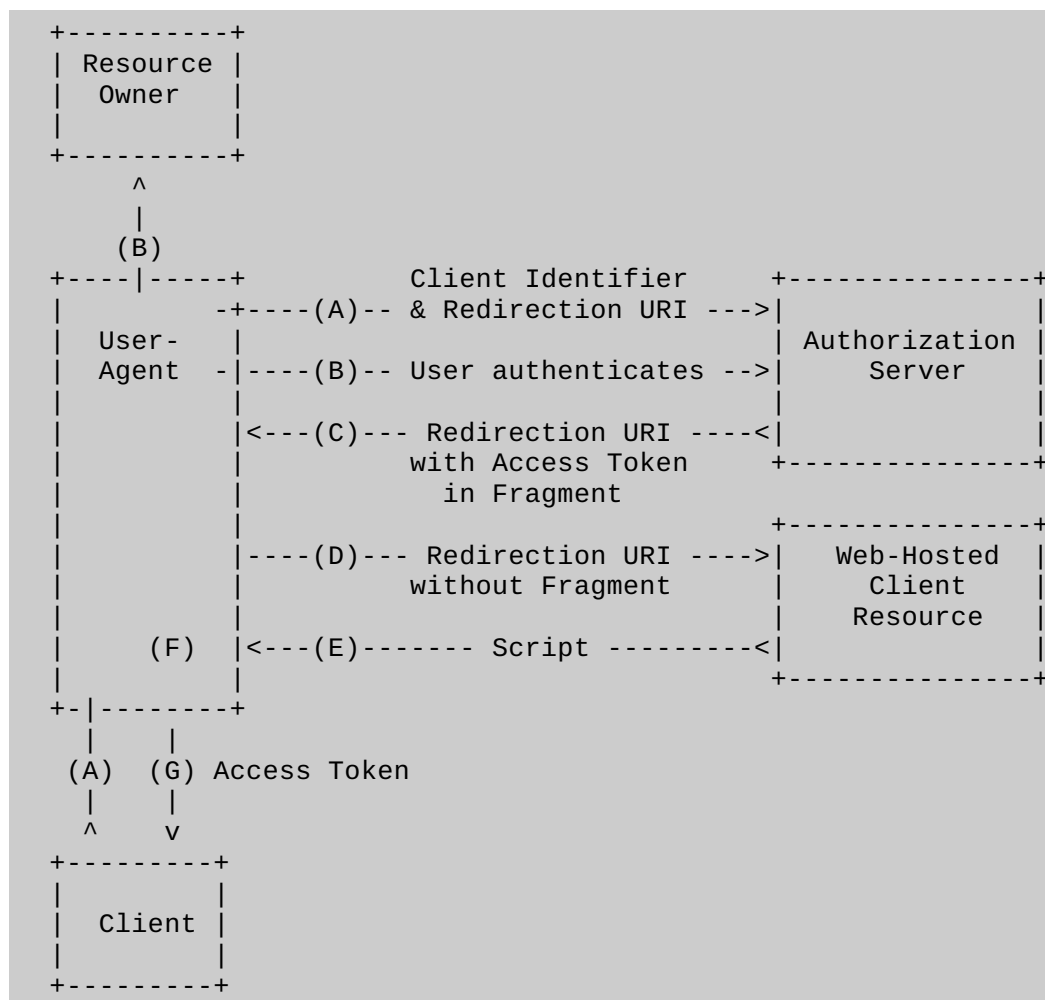 +----------+
| Resource |
|  Owner   |
|          |
+----------+
     ^
     |
    (B)
+----|-----+          Client Identifier     +---------------+
|         -+----(A)-- & Redirection URI --->|               |
|  User-   |                                | Authorization |
|  Agent  -|----(B)-- User authenticates -->|     Server    |
|          |                                |               |
|          |<---(C)--- Redirection URI ----<|               |
|          |          with Access Token     +---------------+
|          |            in Fragment
|          |                                +---------------+
|          |----(D)--- Redirection URI ---->|   Web-Hosted  |
|          |          without Fragment      |     Client    |
|          |                                |    Resource   |
|     (F)  |<---(E)------- Script ---------<|               |
|          |                                +---------------+
+-|--------+
  |    |
 (A)  (G) Access Token
  |    |
  ^    v
+---------+
|         |
|  Client |
|         |
+---------+